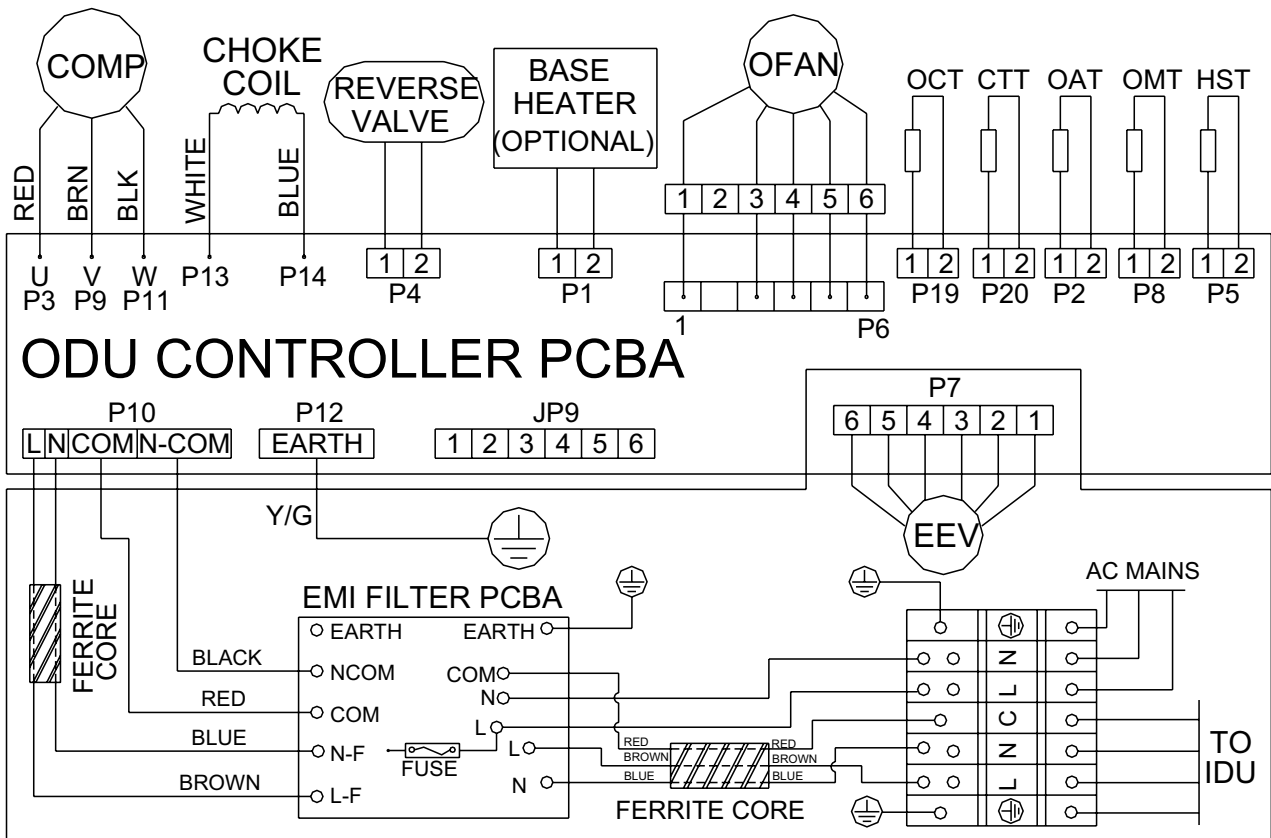 COMP
CHOKE
COIL
REVERSE
VALVE
BASE
HEATER
(OPTIONAL)
OFAN
OCT CTT OAT OMT HST
RED BRN BLK WHITE BLUE
1 2 3 4 5 6
U V W P13 P14
P3 P9 P11
1 2
P4
1 2
P1
1 P6
1 2 1 2 1 2 1 2 1 2
P19 P20 P2 P8 P5
ODU CONTROLLER PCBA
P10 P12 JP9
L N COM N-COM EARTH 1 2 3 4 5 6
P7
6 5 4 3 2 1
Y/G
EEV
AC MAINS
FERRITE
CORE
EMI FILTER PCBA
EARTH EARTH
BLACK NCOM COM
N
RED COM L
BLUE N-F FUSE L
BROWN L-F N
RED RED
BROWN BROWN
BLUE BLUE
FERRITE CORE
N
L
C
N
L
TO
IDU